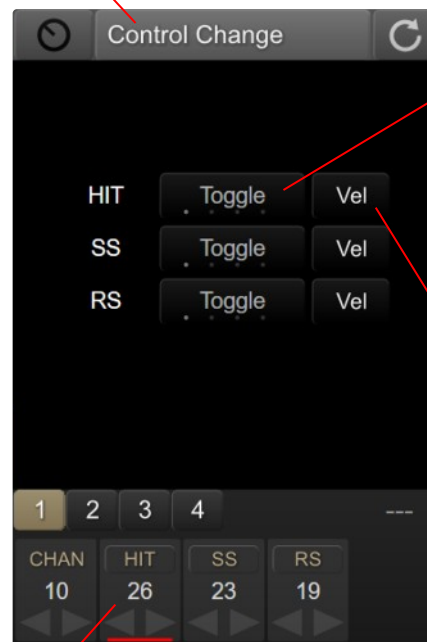 Control Change
HIT Toggle Vel
SS Toggle Vel
RS Toggle Vel
1 2 3 4 ---
CHAN HIT SS RS
10 26 23 19